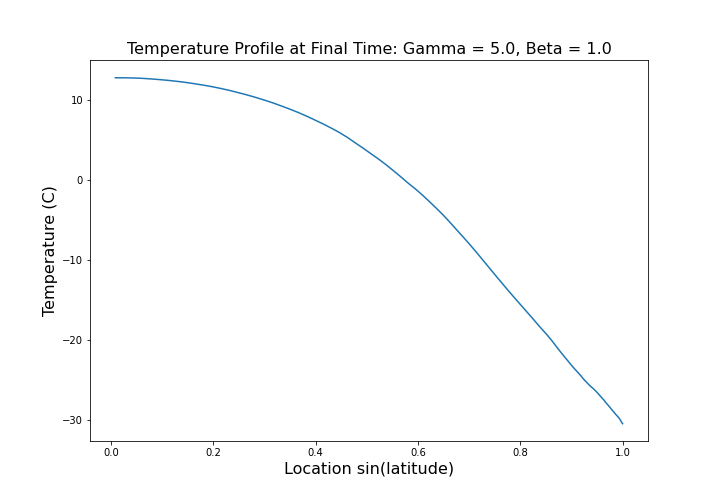 Temperature Profile at Final Time: Gamma = 5.0, Beta = 1.0
10
0
−10
−20
−30
Temperature (C)
0.0 0.2 0.4 0.6 0.8 1.0
Location sin(latitude)